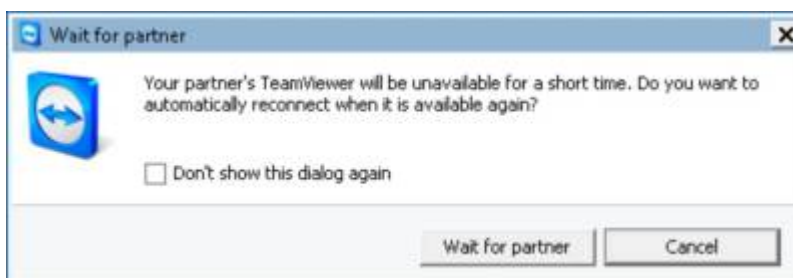 Wait for partner
Your partner's TeamViewer will be unavailable for a short time. Do you want to
automatically reconnect when it is available again?
Don't show this dialog again
Wait for partner
Cancel